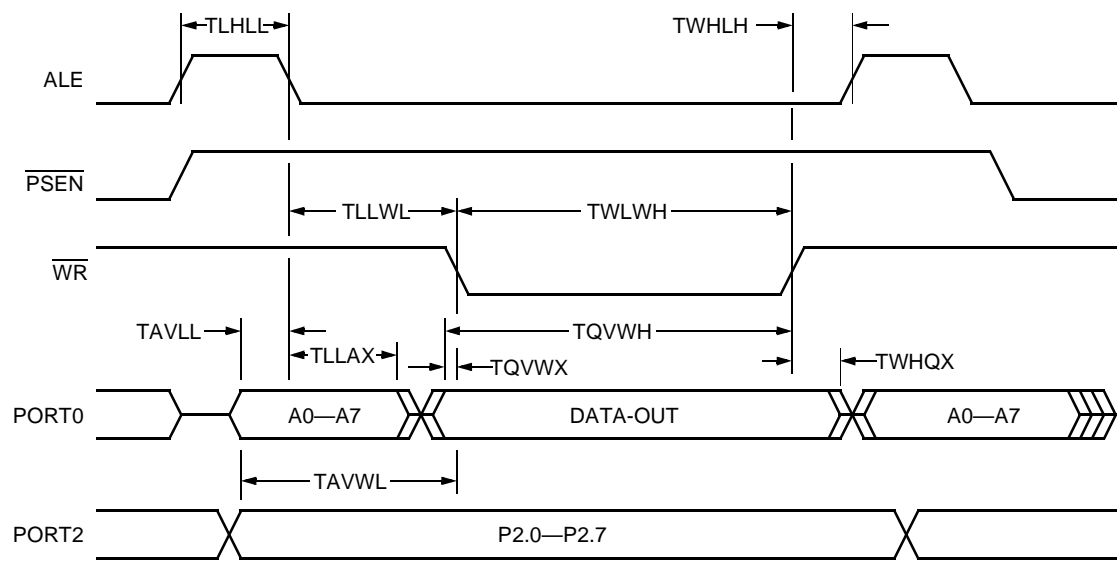 TLHLL TWHLH
ALE
PSEN
TLLWL TWLWH
WR
TAVLL TQVWH
TLLAX TQVWX TWHQX
PORT0 A0—A7 DATA-OUT A0—A7
TAVWL
PORT2 P2.0—P2.7